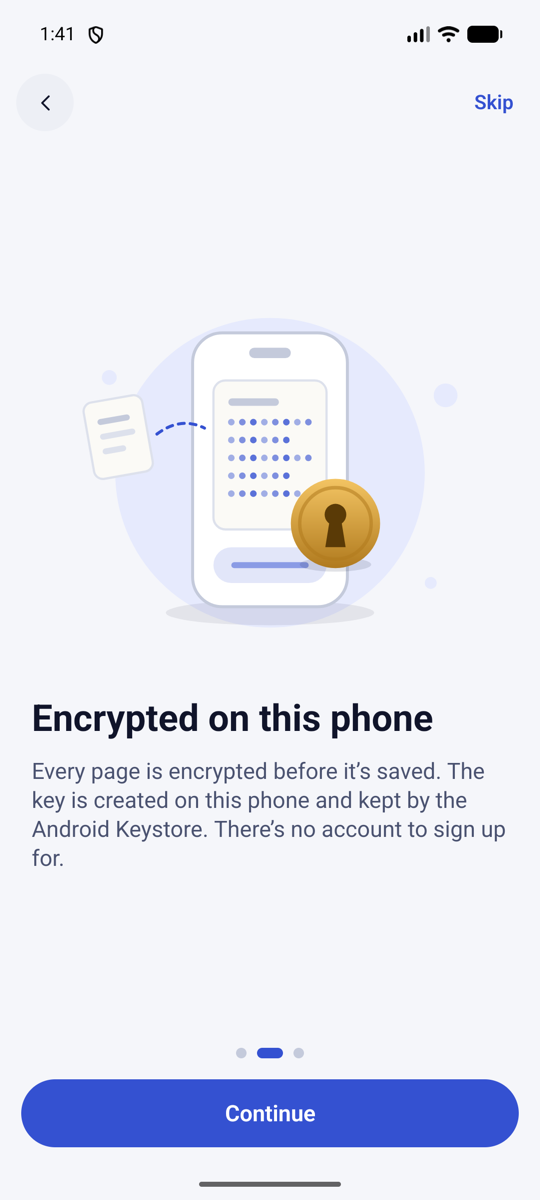 1:41
Skip
Encrypted on this phone
Every page is encrypted before it’s saved. The
key is created on this phone and kept by the
Android Keystore. There’s no account to sign up
for.
Continue